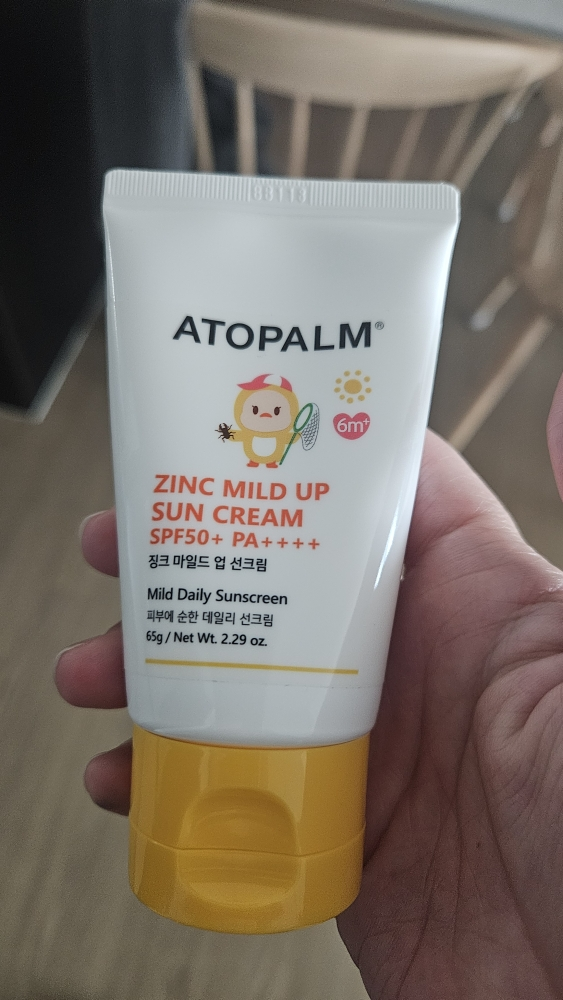 ATOPALM®
6m+
ZINC MILD UP
SUN CREAM
SPF50+ PA++++
징크 마일드 업 선크림
Mild Daily Sunscreen
피부에 순한 데일리 선크림
65g / Net Wt. 2.29 oz.